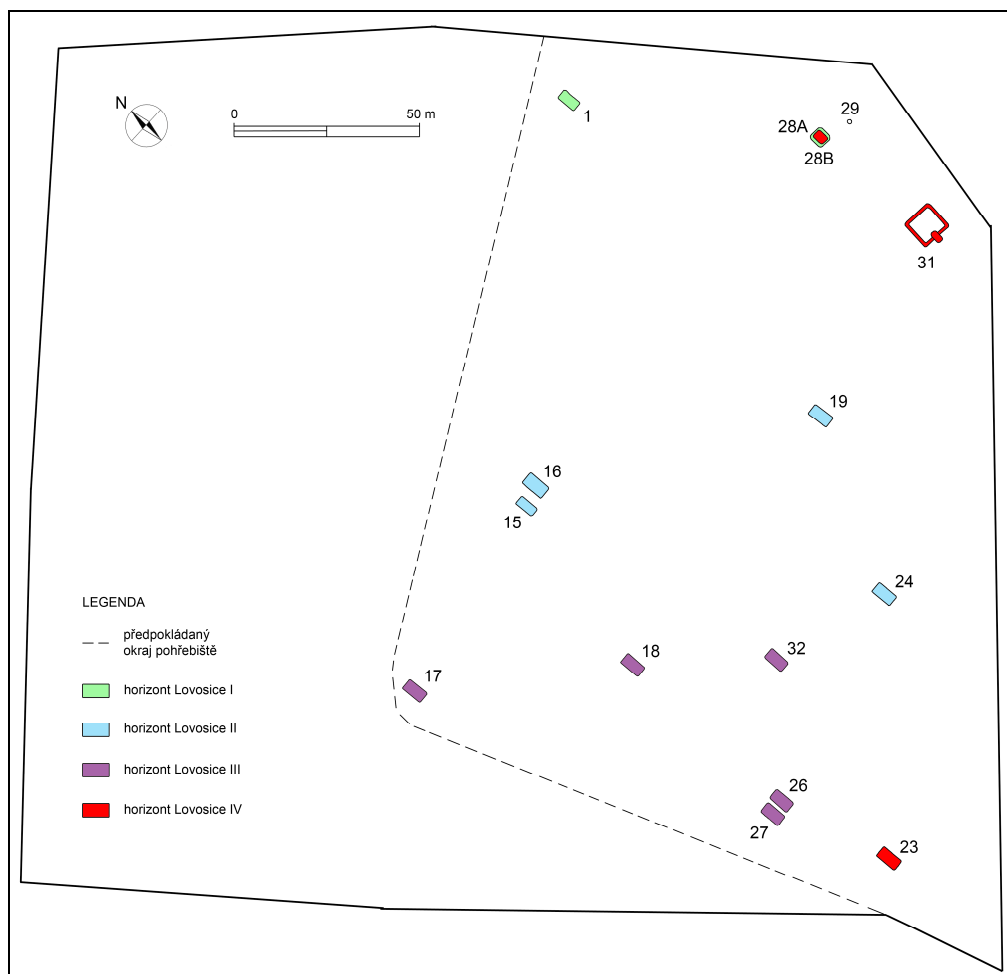 N
0
50 m
1
29
28A
28B
31
19
16
15
24
18
32
17
26
27
23
LEGENDA
předpokládaný
okraj pohřebiště
horizont Lovosice I
horizont Lovosice II
horizont Lovosice III
horizont Lovosice IV